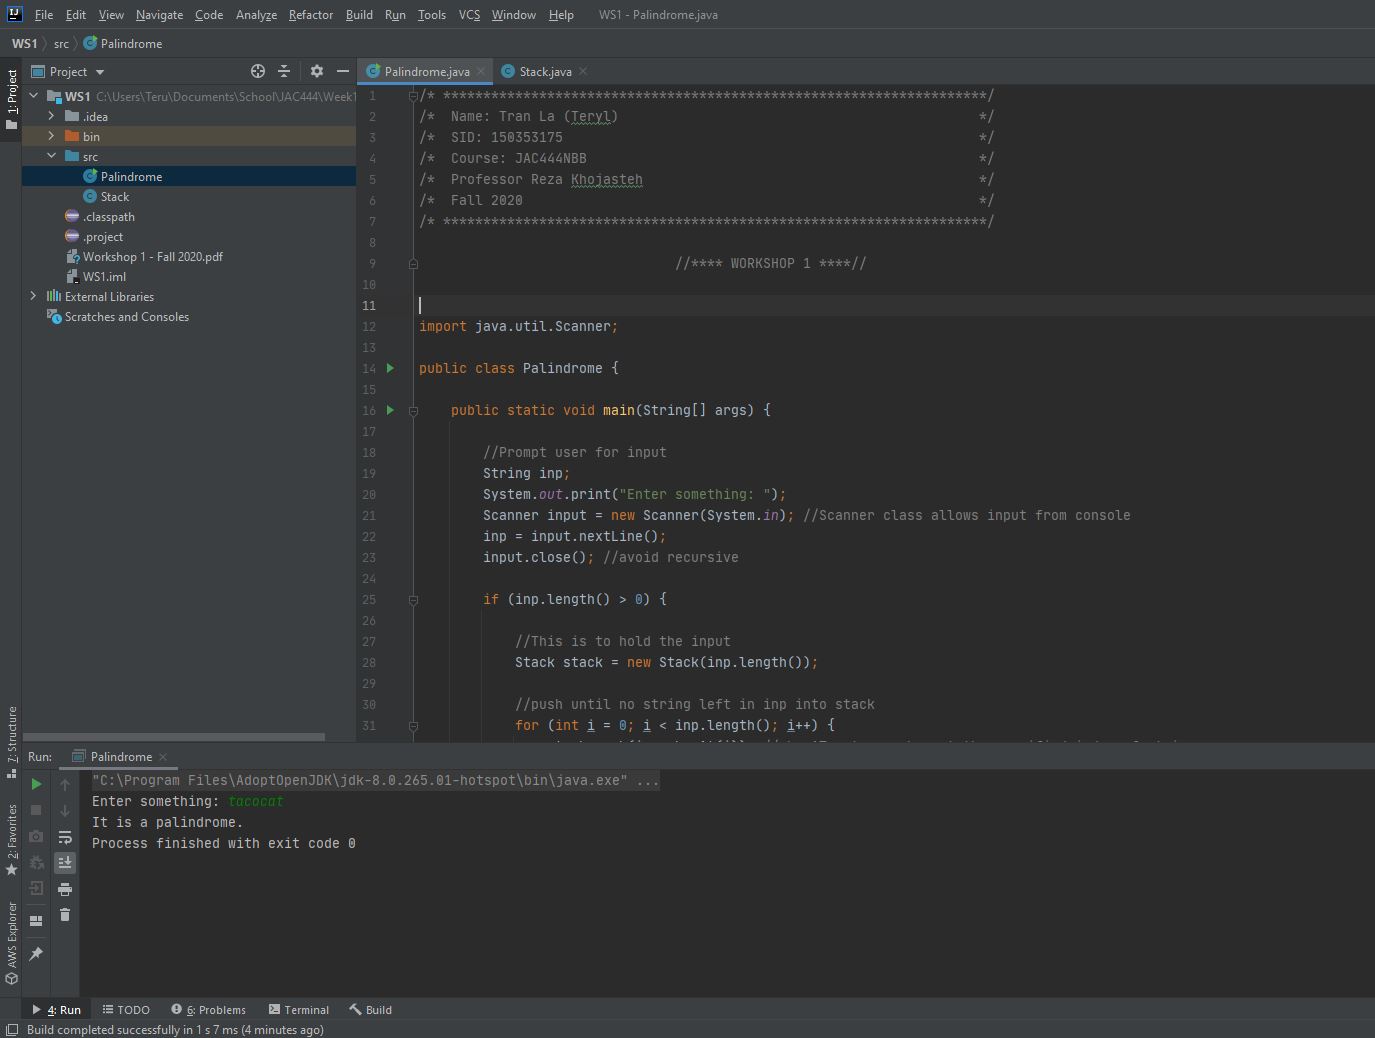 File Edit View Navigate Code Analyze Refactor Build Run Tools VCS Window Help WS1 - Palindrome.java
WS1 src Palindrome
1: Project
Project
WS1 C:\Users\Teru\Documents\School\JAC444\Week1
.idea
bin
src
Palindrome
Stack
.classpath
.project
Workshop 1 - Fall 2020.pdf
WS1.iml
External Libraries
Scratches and Consoles
Palindrome.java Stack.java
1 /* ********************************************************************/
2 /* Name: Tran La (Teryl) */
3 /* SID: 150353175 */
4 /* Course: JAC444NBB */
5 /* Professor Reza Khojasteh */
6 /* Fall 2020 */
7 /* ********************************************************************/
8
9 //**** WORKSHOP 1 ****//
10
11
12 import java.util.Scanner;
13
14 public class Palindrome {
15
16 public static void main(String[] args) {
17
18 //Prompt user for input
19 String inp;
20 System.out.print("Enter something: ");
21 Scanner input = new Scanner(System.in); //Scanner class allows input from console
22 inp = input.nextLine();
23 input.close(); //avoid recursive
24
25 if (inp.length() > 0) {
26
27 //This is to hold the input
28 Stack stack = new Stack(inp.length());
29
30 //push until no string left in inp into stack
31 for (int i = 0; i < inp.length(); i++) {
7: Structure
2: Favorites
AWS Explorer
Run: Palindrome
"C:\Program Files\AdoptOpenJDK\jdk-8.0.265.01-hotspot\bin\java.exe" ...
Enter something: tacocat
It is a palindrome.
Process finished with exit code 0
4: Run TODO 6: Problems Terminal Build
Build completed successfully in 1 s 7 ms (4 minutes ago)